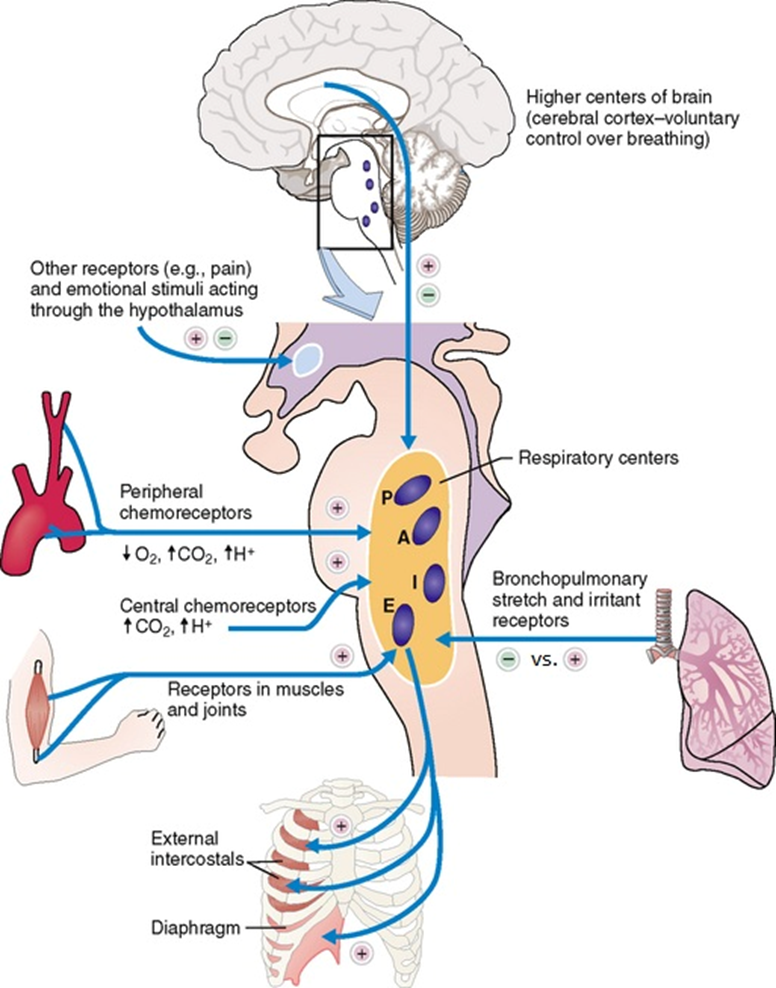 Higher centers of brain
(cerebral cortex–voluntary
control over breathing)
Other receptors (e.g., pain)
and emotional stimuli acting
through the hypothalamus
+ −
+
−
Respiratory centers
P
A
I
E
Peripheral
chemoreceptors
↓O₂, ↑CO₂, ↑H⁺
+
+
Central chemoreceptors
↑CO₂, ↑H⁺
Bronchopulmonary
stretch and irritant
receptors
− vs. +
+
Receptors in muscles
and joints
+
External
intercostals
Diaphragm
+